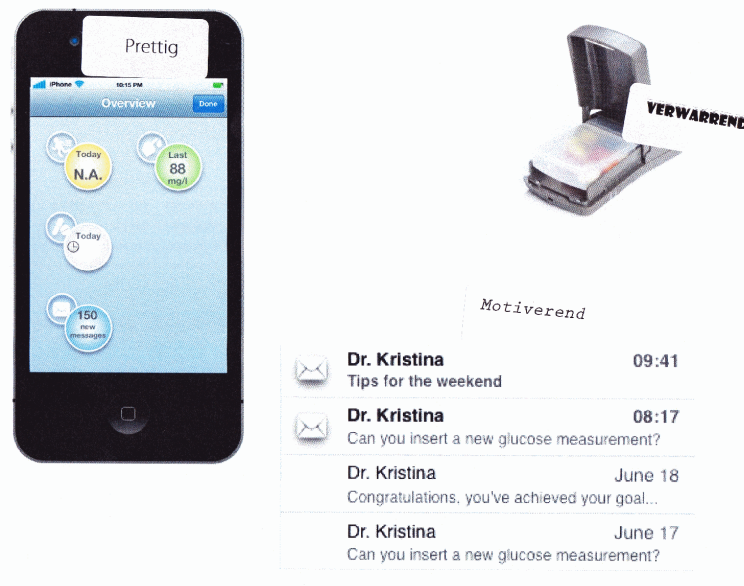 Prettig
iPhone 10:15 PM
Overview Done
Today
N.A.
Last
88
mg/l
Today
150
new
messages
VERWARREND
Motiverend
Dr. Kristina 09:41
Tips for the weekend
Dr. Kristina 08:17
Can you insert a new glucose measurement?
Dr. Kristina June 18
Congratulations, you've achieved your goal...
Dr. Kristina June 17
Can you insert a new glucose measurement?